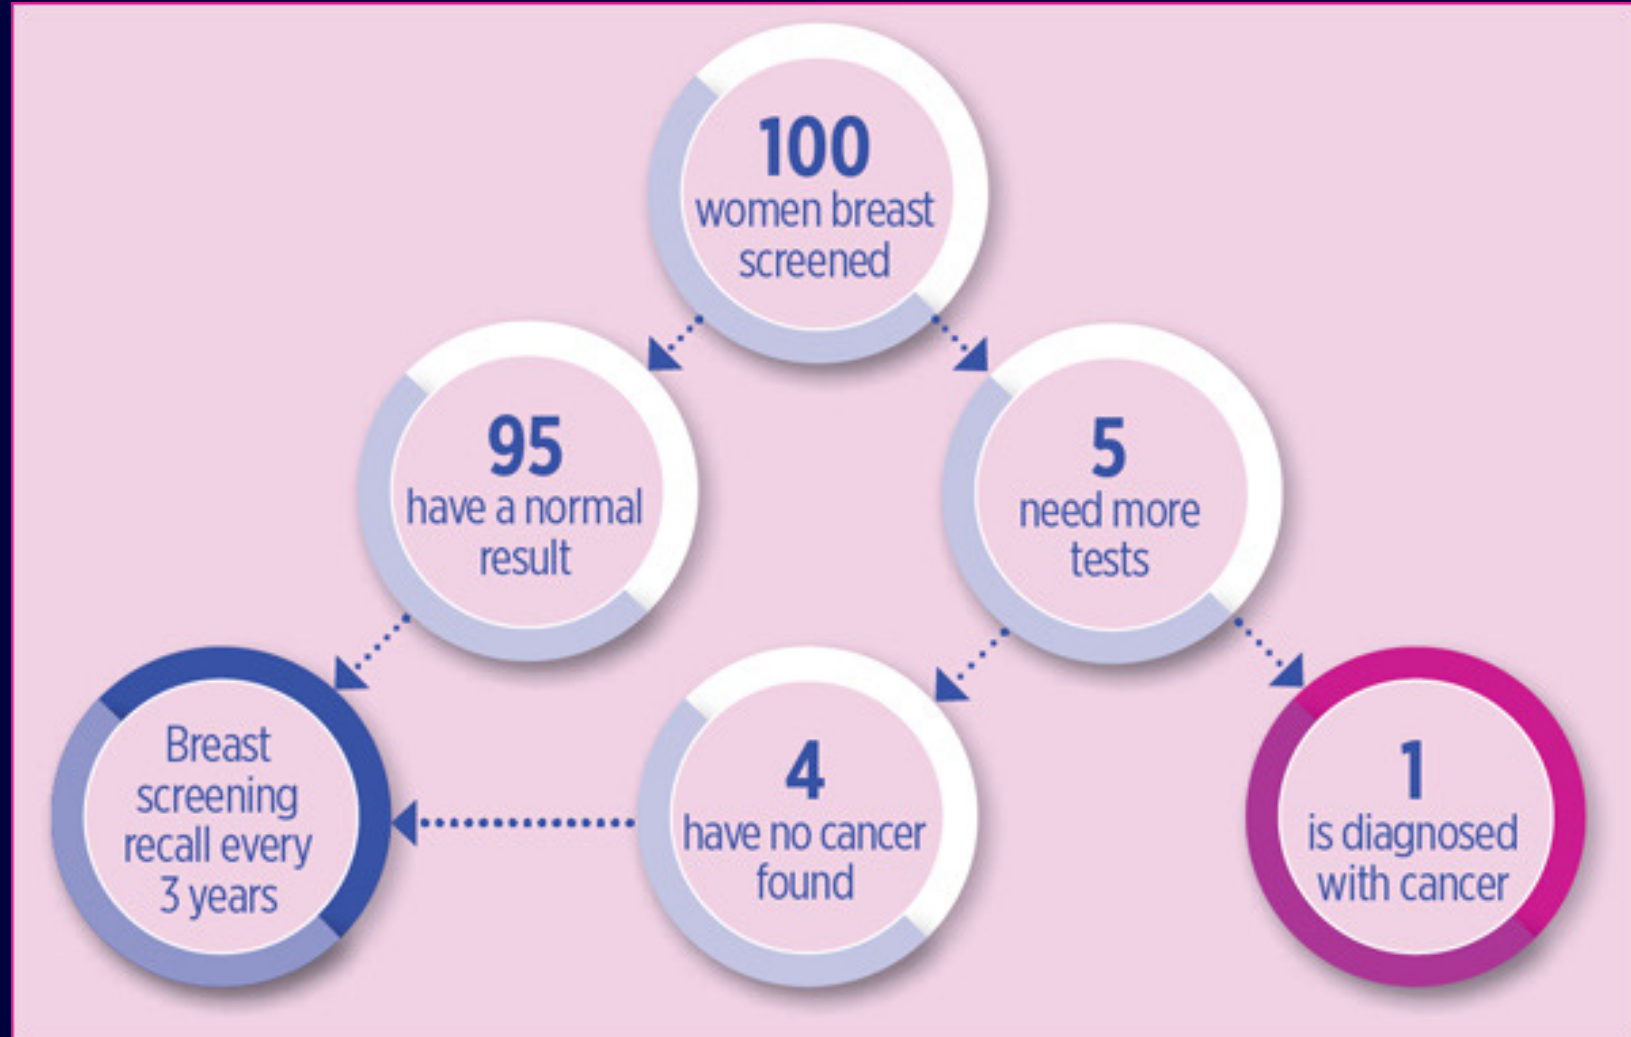 100
women breast
screened
95
have a normal
result
5
need more
tests
Breast
screening
recall every
3 years
4
have no cancer
found
1
is diagnosed
with cancer